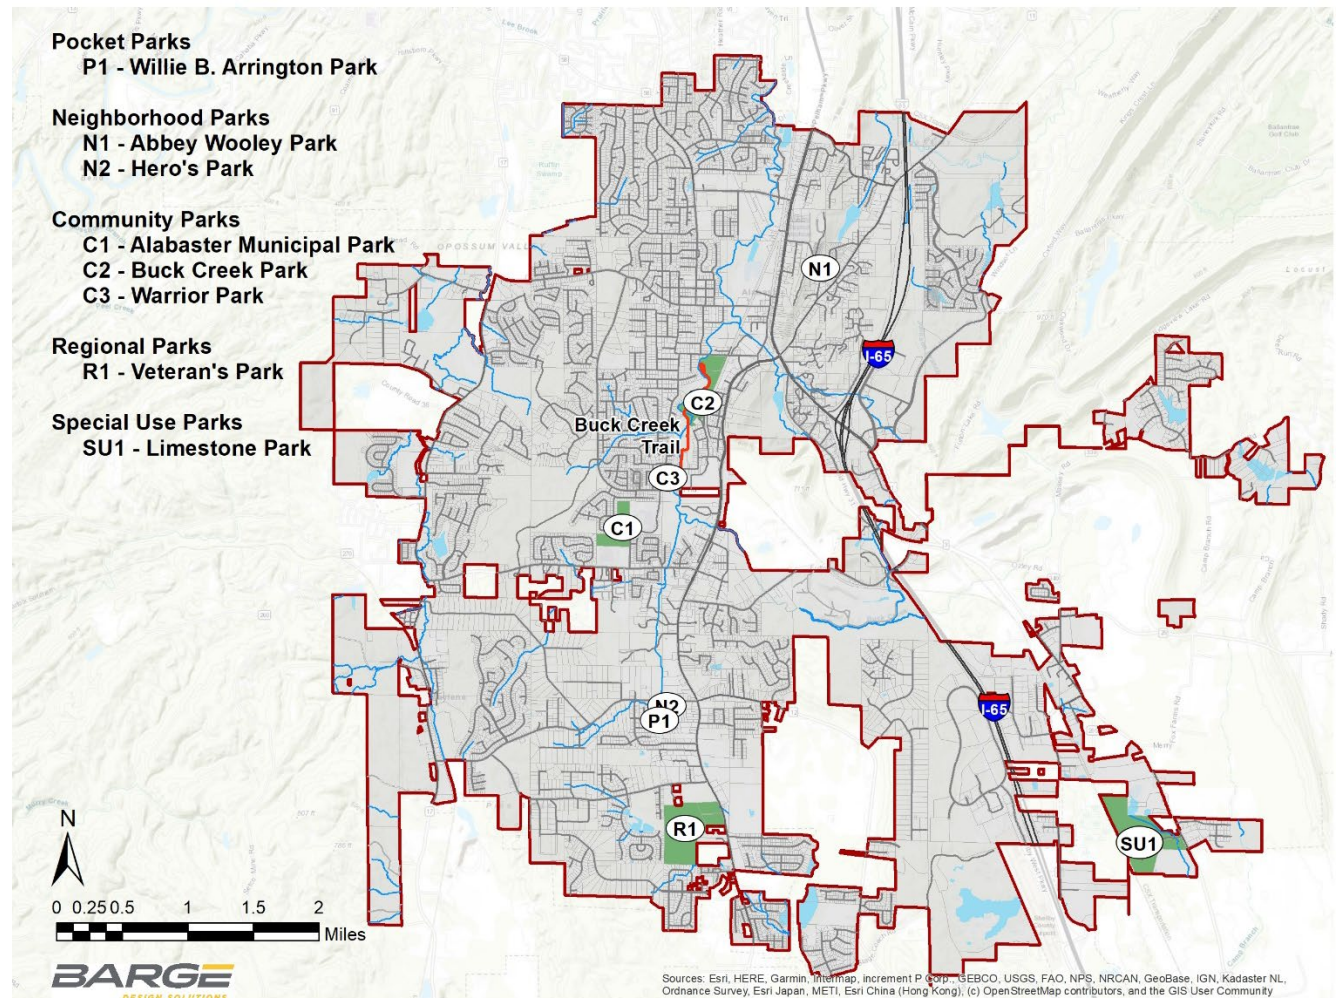 Pocket Parks
P1 - Willie B. Arrington Park
Neighborhood Parks
N1 - Abbey Wooley Park
N2 - Hero's Park
Community Parks
C1 - Alabaster Municipal Park
C2 - Buck Creek Park
C3 - Warrior Park
Regional Parks
R1 - Veteran's Park
Special Use Parks
SU1 - Limestone Park
OPOSSUM VALL
N1
I-65
C2
Buck Creek
Trail
C3
C1
N2
P1
I-65
R1
SU1
N
0 0.25 0.5 1 1.5 2
Miles
BARGE
DESIGN SOLUTIONS
Sources: Esri, HERE, Garmin, Intermap, increment P Corp., GEBCO, USGS, FAO, NPS, NRCAN, GeoBase, IGN, Kadaster NL,
Ordnance Survey, Esri Japan, METI, Esri China (Hong Kong), (c) OpenStreetMap contributors, and the GIS User Community